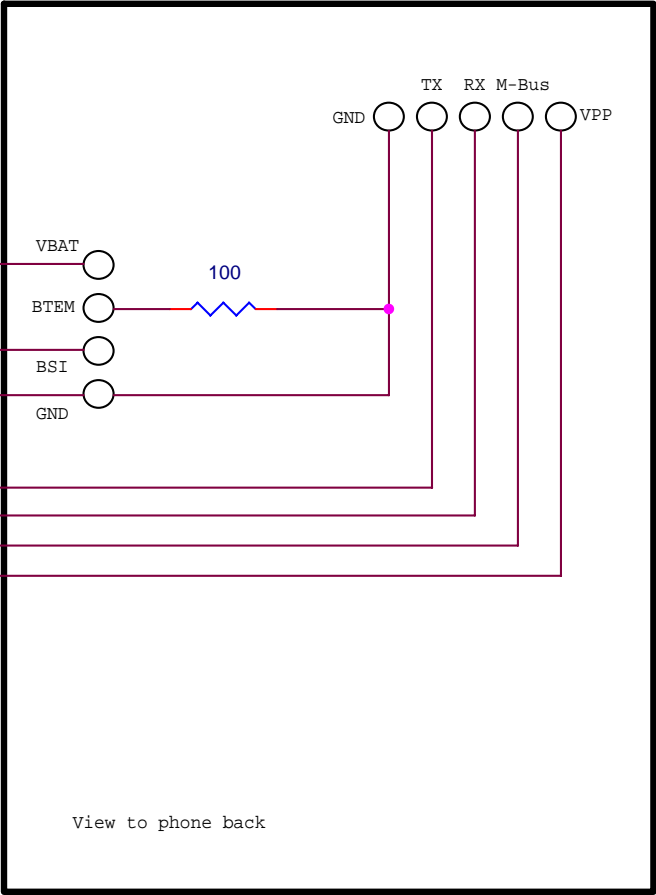 TX RX M-Bus
GND
VPP
VBAT
100
BTEM
BSI
GND
View to phone back